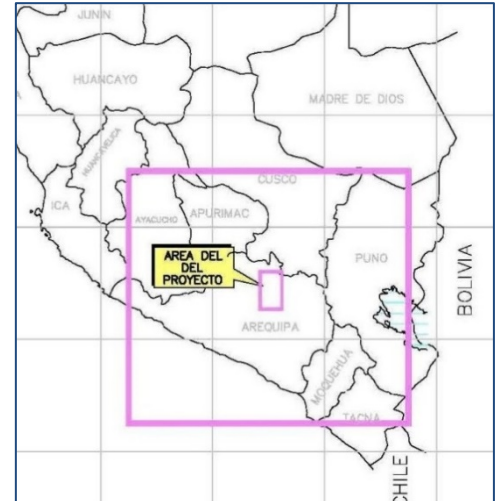 JUNIN
HUANCAYO
MADRE DE DIOS
HUANCAVELICA
CUSCO
ICA
AYACUCHO
APURIMAC
AREA DEL
DEL
PROYECTO
PUNO
BOLIVIA
AREQUIPA
MOQUEHUA
TACNA
CHILE